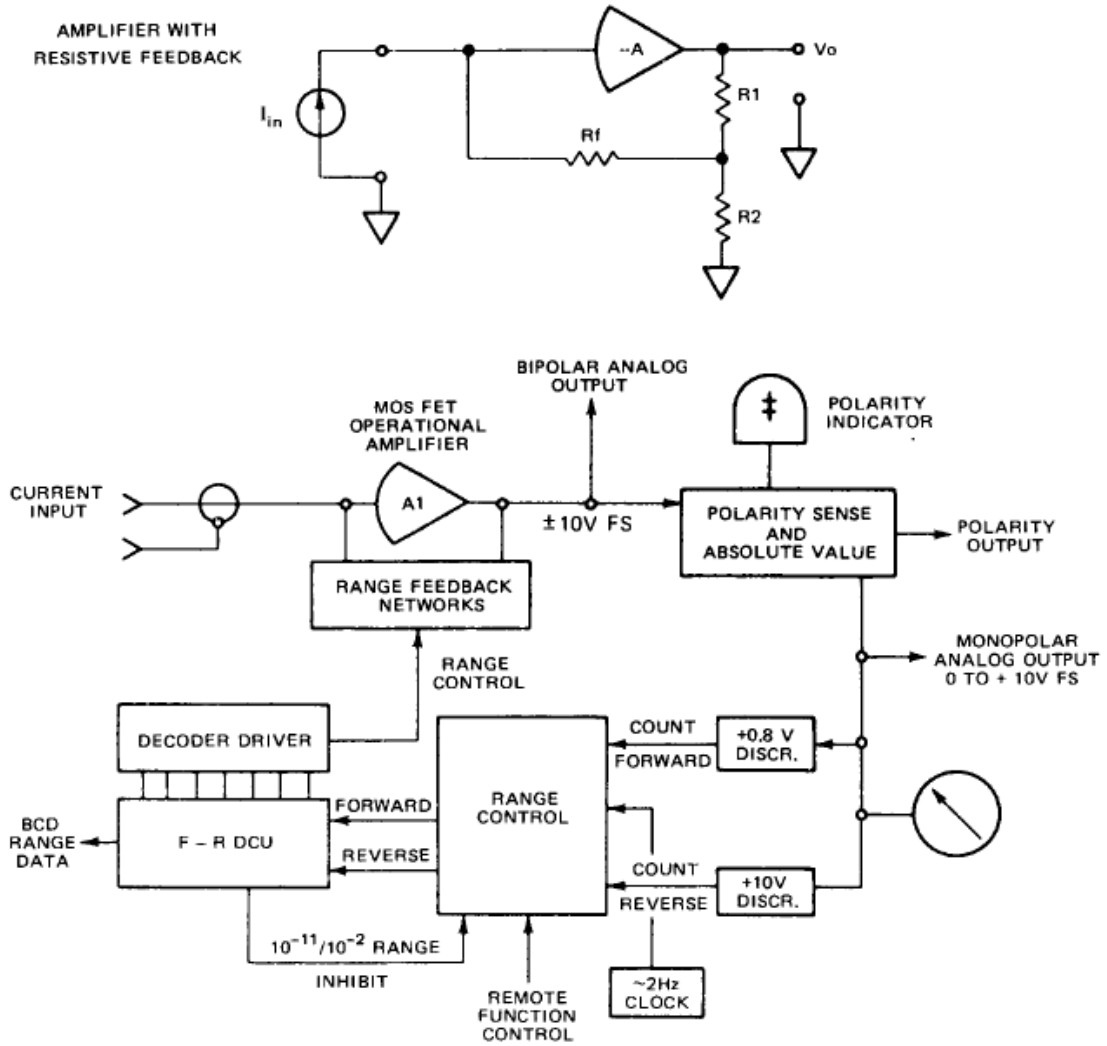 AMPLIFIER WITH
RESISTIVE FEEDBACK
Iin
--A
Vo
R1
Rf
R2
BIPOLAR ANALOG
OUTPUT
MOS FET
OPERATIONAL
AMPLIFIER
POLARITY
INDICATOR
CURRENT
INPUT
A1
±10V FS
POLARITY SENSE
AND
ABSOLUTE VALUE
POLARITY
OUTPUT
RANGE FEEDBACK
NETWORKS
RANGE
CONTROL
MONOPOLAR
ANALOG OUTPUT
0 TO + 10V FS
DECODER DRIVER
COUNT
FORWARD
+0.8 V
DISCR.
BCD
RANGE
DATA
F – R DCU
FORWARD
REVERSE
RANGE
CONTROL
COUNT
REVERSE
+10V
DISCR.
10⁻¹¹/10⁻² RANGE
INHIBIT
REMOTE
FUNCTION
CONTROL
~2Hz
CLOCK